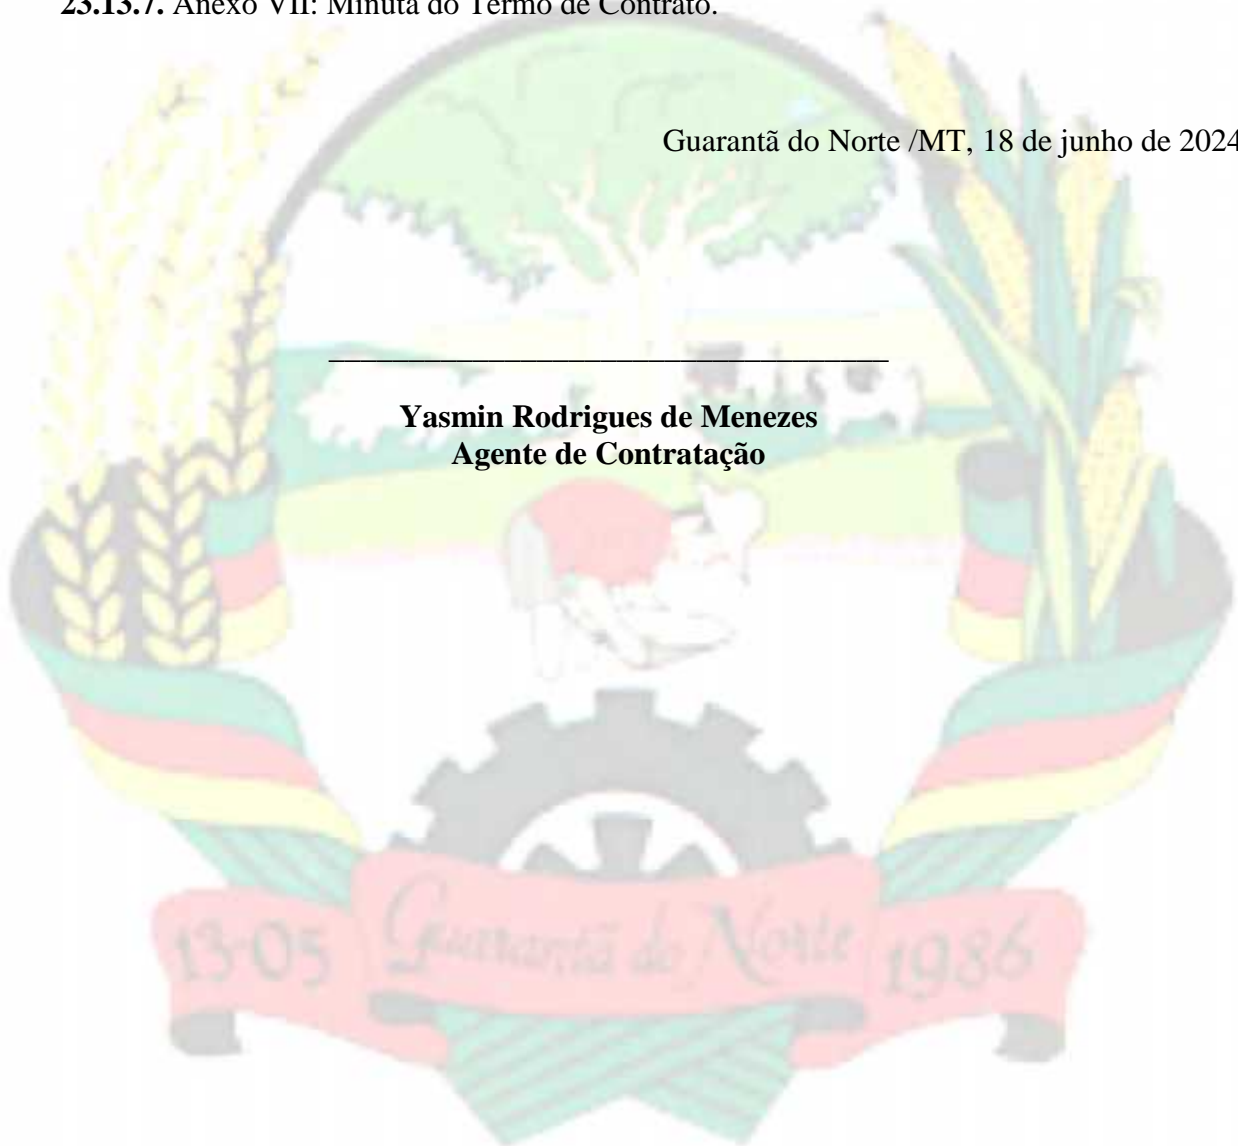 23.13.7. Anexo VII: Minuta do Termo de Contrato.
Guarantã do Norte /MT, 18 de junho de 2024
Yasmin Rodrigues de Menezes
Agente de Contratação
13-05 Guarantã do Norte 1986